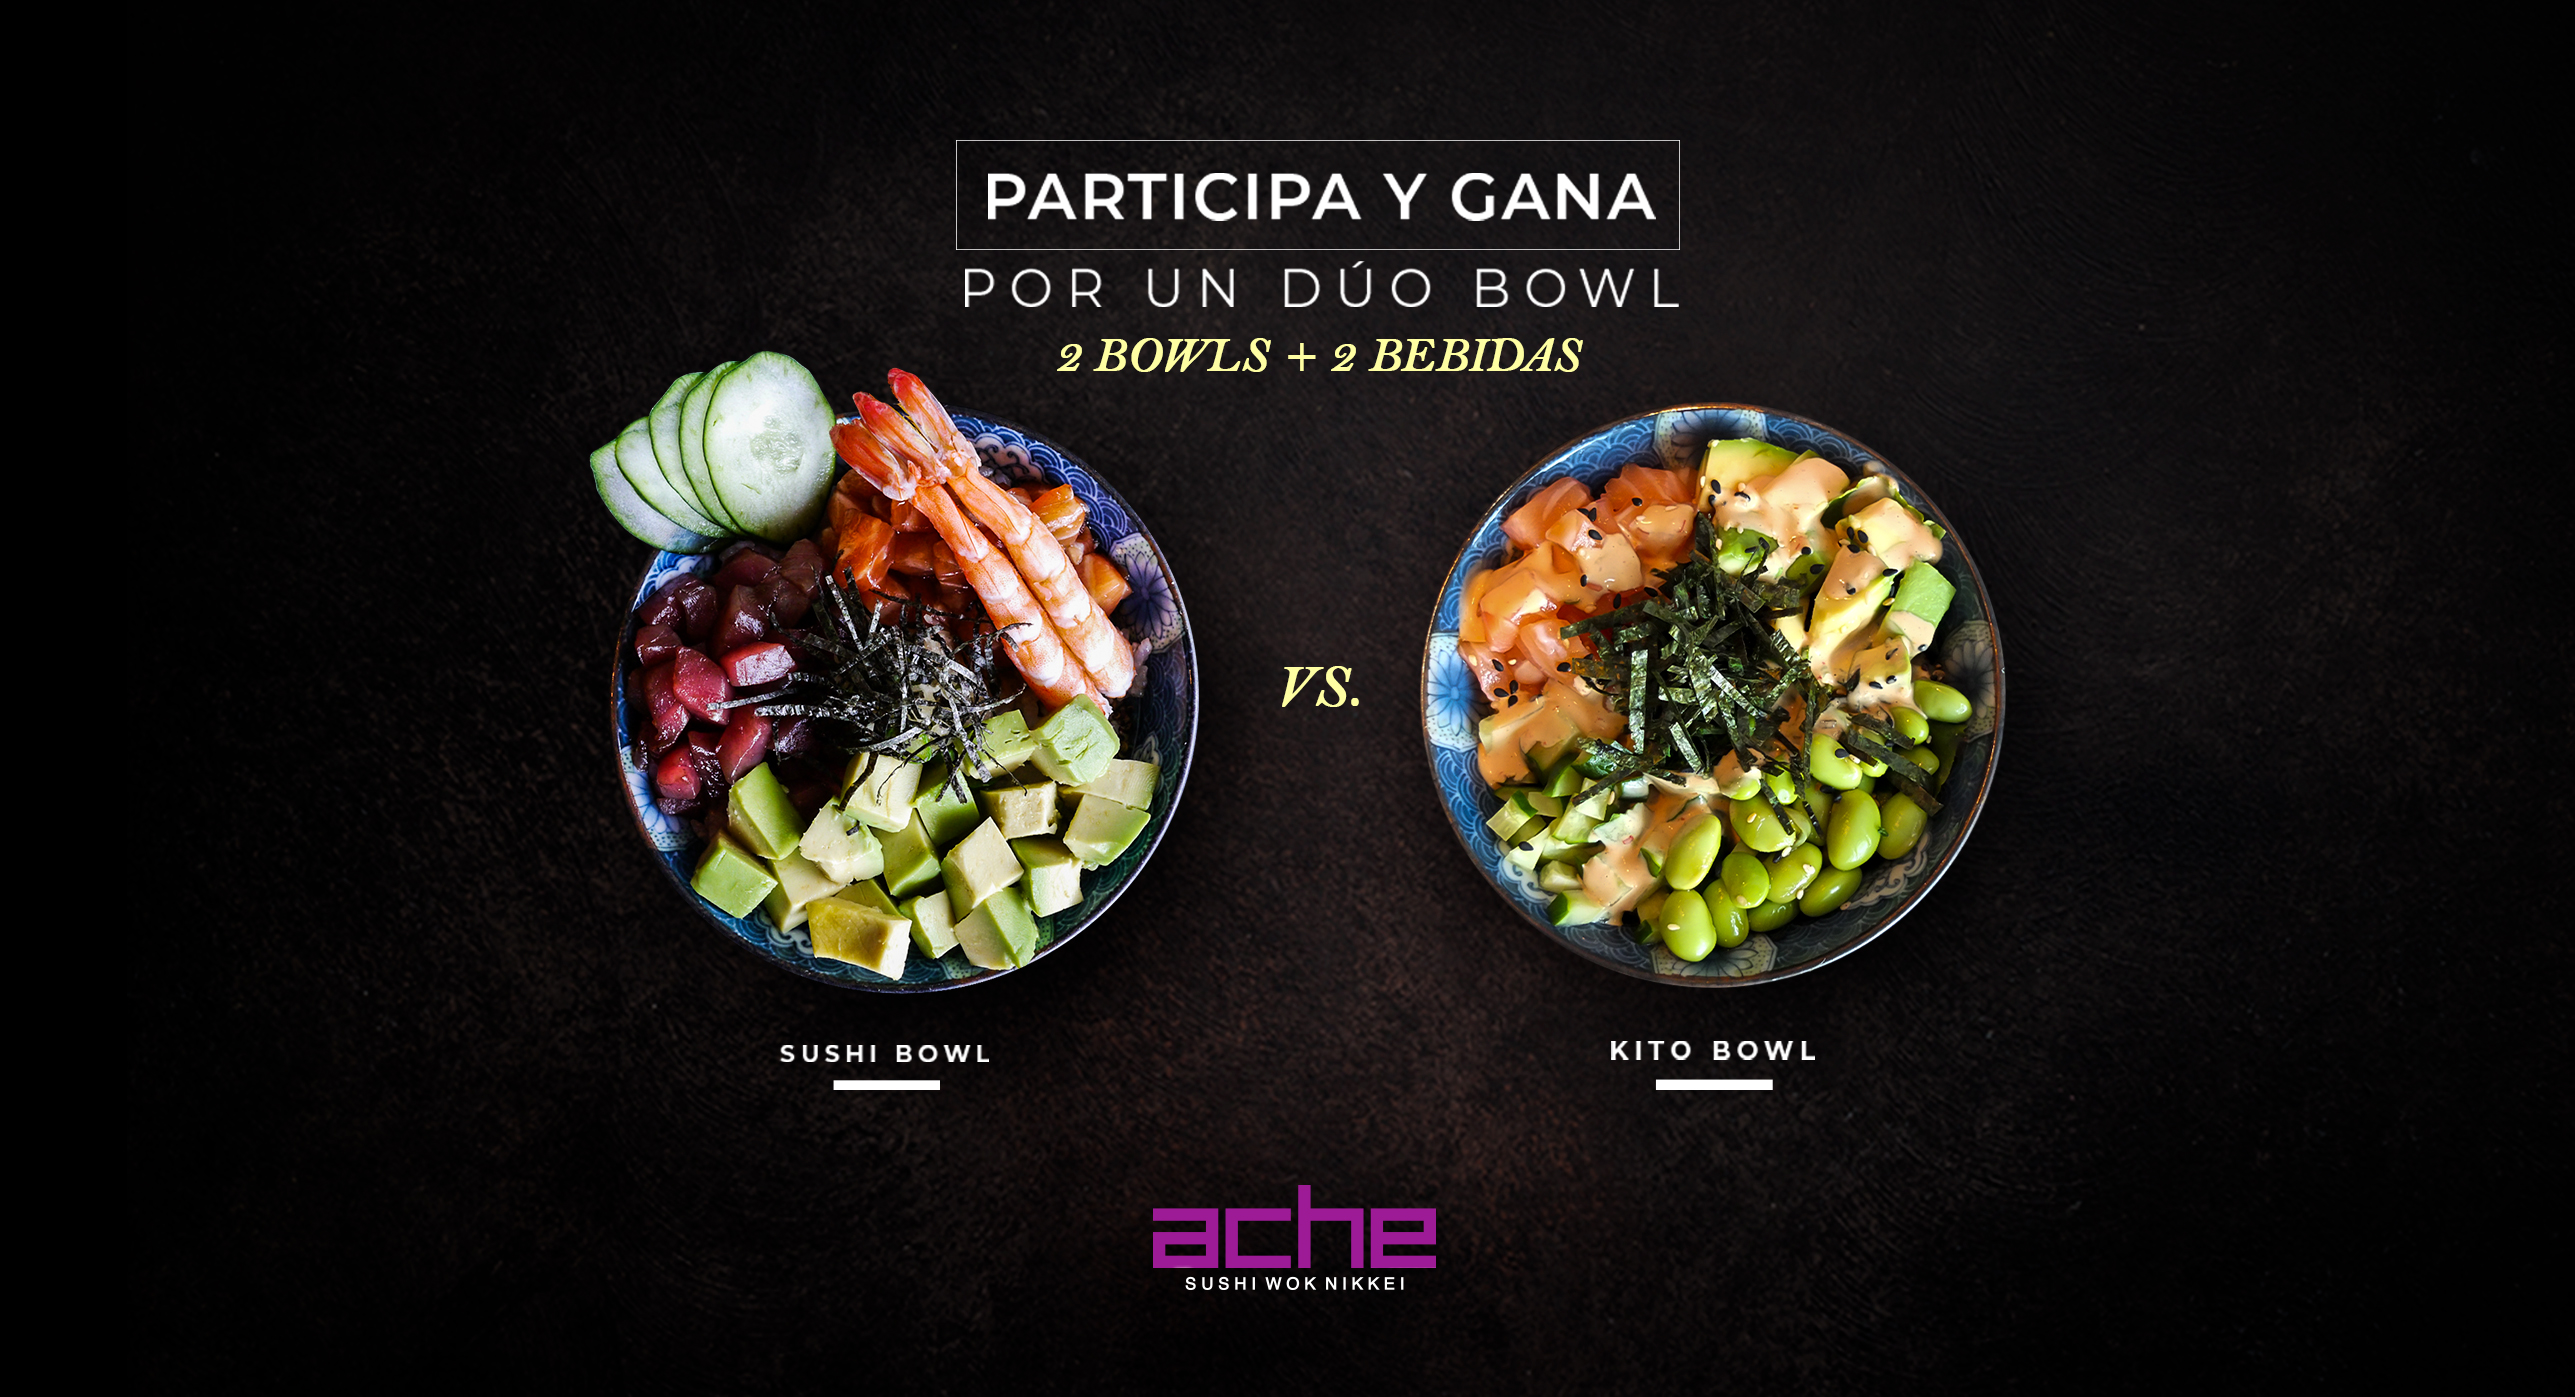 PARTICIPA Y GANA
POR UN DÚO BOWL
2 BOWLS + 2 BEBIDAS
VS.
SUSHI BOWL
KITO BOWL
ache
SUSHI WOK NIKKEI